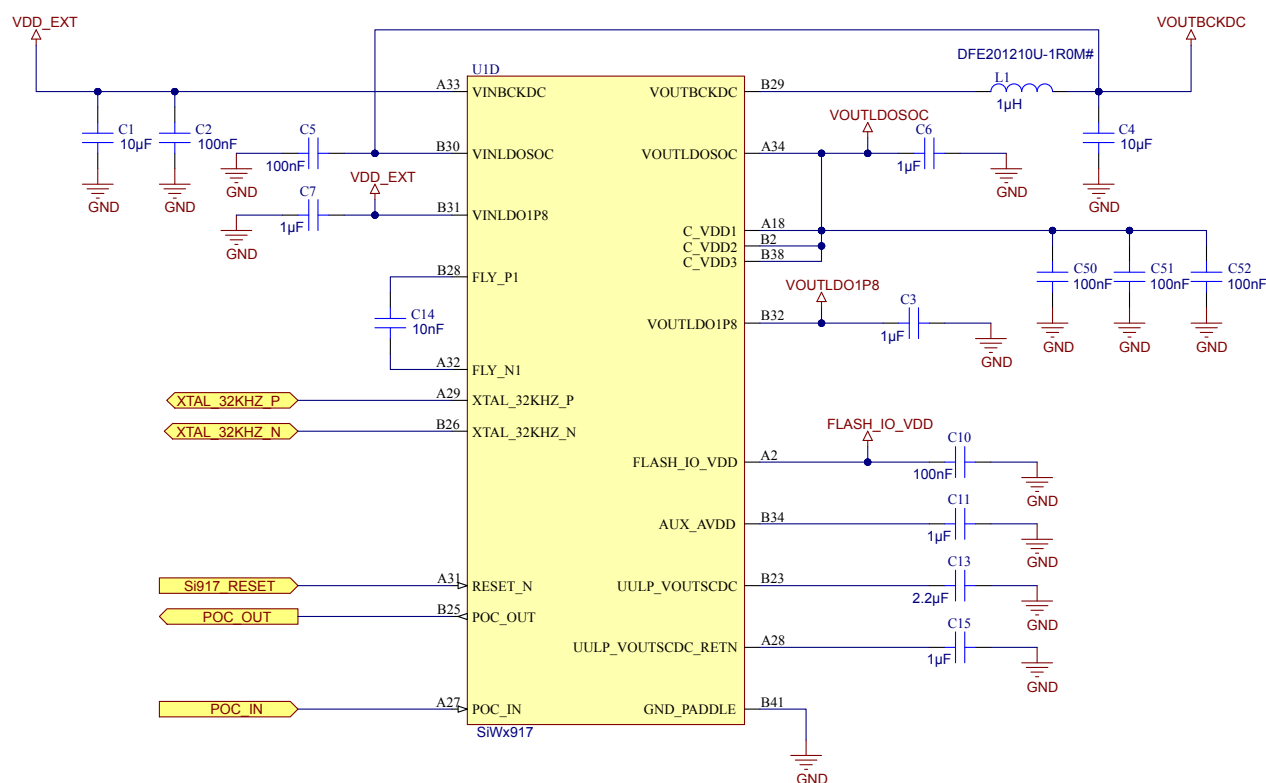 VDD_EXT
VOUTBCKDC
DFE201210U-1R0M#
U1D
A33
VINBCKDC
VOUTBCKDC
B29
L1
1µH
C1
10µF
C2
100nF
C5
100nF
B30
VINLDOSOC
VOUTLDOSOC
VOUTLDOSOC
A34
C6
1µF
C4
10µF
GND
GND
GND
GND
GND
VDD_EXT
C7
1µF
B31
VINLDO1P8
GND
C_VDD1
A18
C_VDD2
B2
C_VDD3
B38
B28
FLY_P1
C50
100nF
C51
100nF
C52
100nF
VOUTLDO1P8
C14
10nF
VOUTLDO1P8
B32
C3
1µF
GND
GND
GND
GND
A32
FLY_N1
XTAL_32KHZ_P
A29
XTAL_32KHZ_P
XTAL_32KHZ_N
B26
XTAL_32KHZ_N
FLASH_IO_VDD
FLASH_IO_VDD
A2
C10
100nF
GND
AUX_AVDD
B34
C11
1µF
GND
Si917_RESET
A31
RESET_N
UULP_VOUTSCDC
B23
C13
2.2µF
GND
POC_OUT
B25
POC_OUT
UULP_VOUTSCDC_RETN
A28
C15
1µF
GND
POC_IN
A27
POC_IN
GND_PADDLE
B41
SiWx917
GND